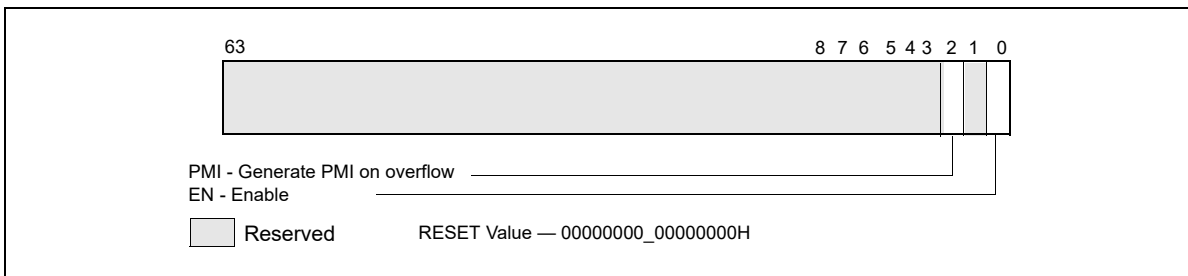 63 8 7 6 5 4 3 2 1 0
PMI - Generate PMI on overflow
EN - Enable
Reserved RESET Value — 00000000_00000000H